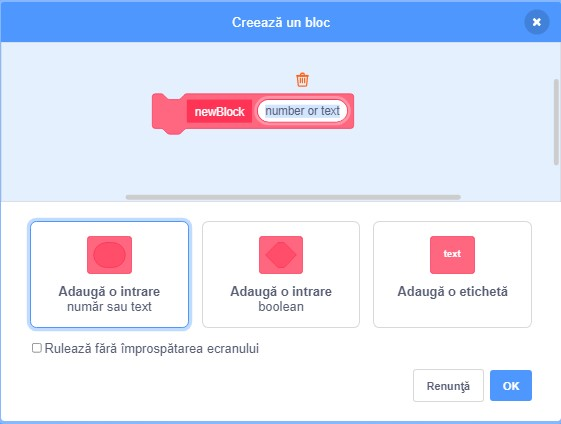 Creează un bloc
newBlock number or text
text
Adaugă o intrare
număr sau text
Adaugă o intrare
boolean
Adaugă o etichetă
Rulează fără împrospătarea ecranului
Renunţă
OK